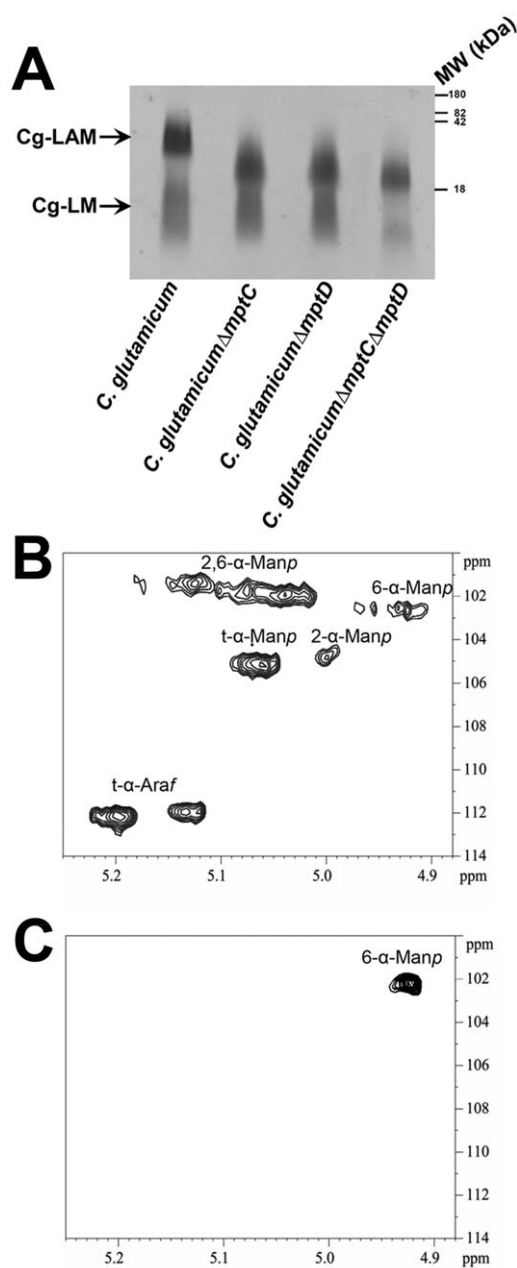 A
MW (kDa)
180
82
42
18
Cg-LAM
Cg-LM
C. glutamicum
C. glutamicumΔmptC
C. glutamicumΔmptD
C. glutamicumΔmptCΔmptD
B
ppm
2,6-α-Manp
6-α-Manp
t-α-Manp
2-α-Manp
t-α-Araf
102
104
106
108
110
112
114
5.2
5.1
5.0
4.9
ppm
C
ppm
6-α-Manp
102
104
106
108
110
112
114
5.2
5.1
5.0
4.9
ppm